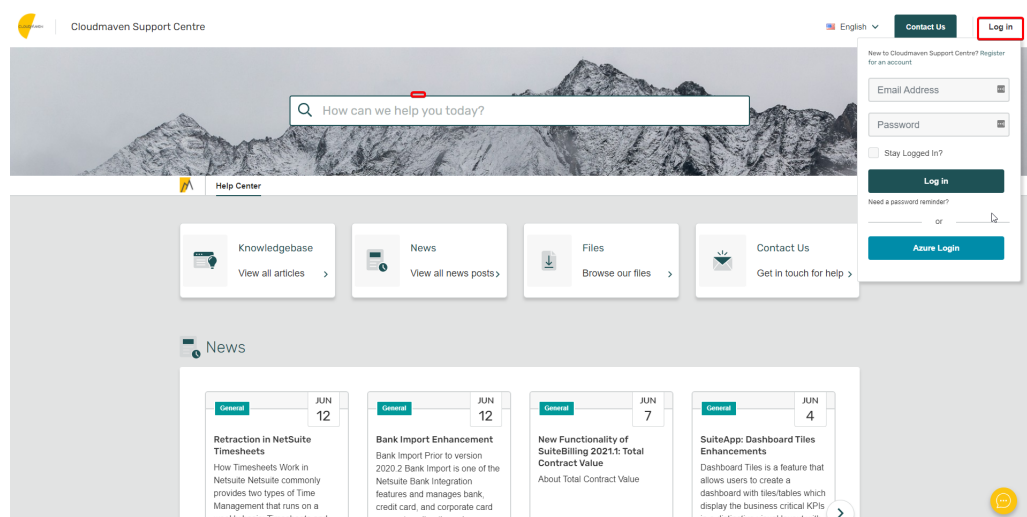 Cloudmaven Support Centre
English
Contact Us
Log in
New to Cloudmaven Support Centre? Register
for an account
Email Address
Password
Stay Logged In?
Log in
Need a password reminder?
or
Azure Login
How can we help you today?
Help Center
Knowledgebase
View all articles
News
View all news posts
Files
Browse our files
Contact Us
Get in touch for help
News
General
JUN
12
Retraction in NetSuite
Timesheets
How Timesheets Work in
Netsuite Netsuite commonly
provides two types of Time
Management that runs on a
General
JUN
12
Bank Import Enhancement
Bank Import Prior to version
2020.2 Bank Import is one of the
Netsuite Bank Integration
features and manages bank,
credit card, and corporate card
General
JUN
7
New Functionality of
SuiteBilling 2021.1: Total
Contract Value
About Total Contract Value
General
JUN
4
SuiteApp: Dashboard Tiles
Enhancements
Dashboard Tiles is a feature that
allows users to create a
dashboard with tiles/tables which
display the business critical KPIs